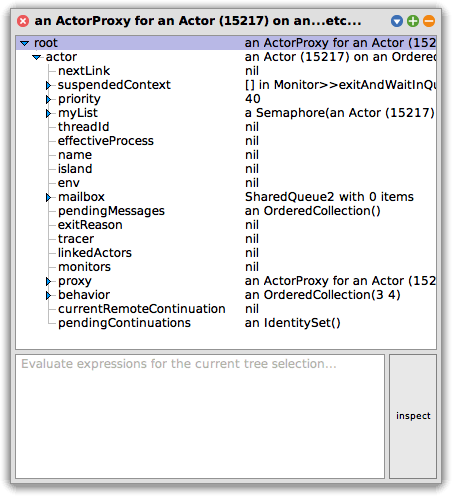 an ActorProxy for an Actor (15217) on an...etc...
root an ActorProxy for an Actor (152
actor an Actor (15217) on an Ordered
nextLink nil
suspendedContext [] in Monitor>>exitAndWaitInQu
priority 40
myList a Semaphore(an Actor (15217)
threadId nil
effectiveProcess nil
name nil
island nil
env nil
mailbox SharedQueue2 with 0 items
pendingMessages an OrderedCollection()
exitReason nil
tracer nil
linkedActors nil
monitors nil
proxy an ActorProxy for an Actor (152
behavior an OrderedCollection(3 4)
currentRemoteContinuation nil
pendingContinuations an IdentitySet()
Evaluate expressions for the current tree selection...
inspect